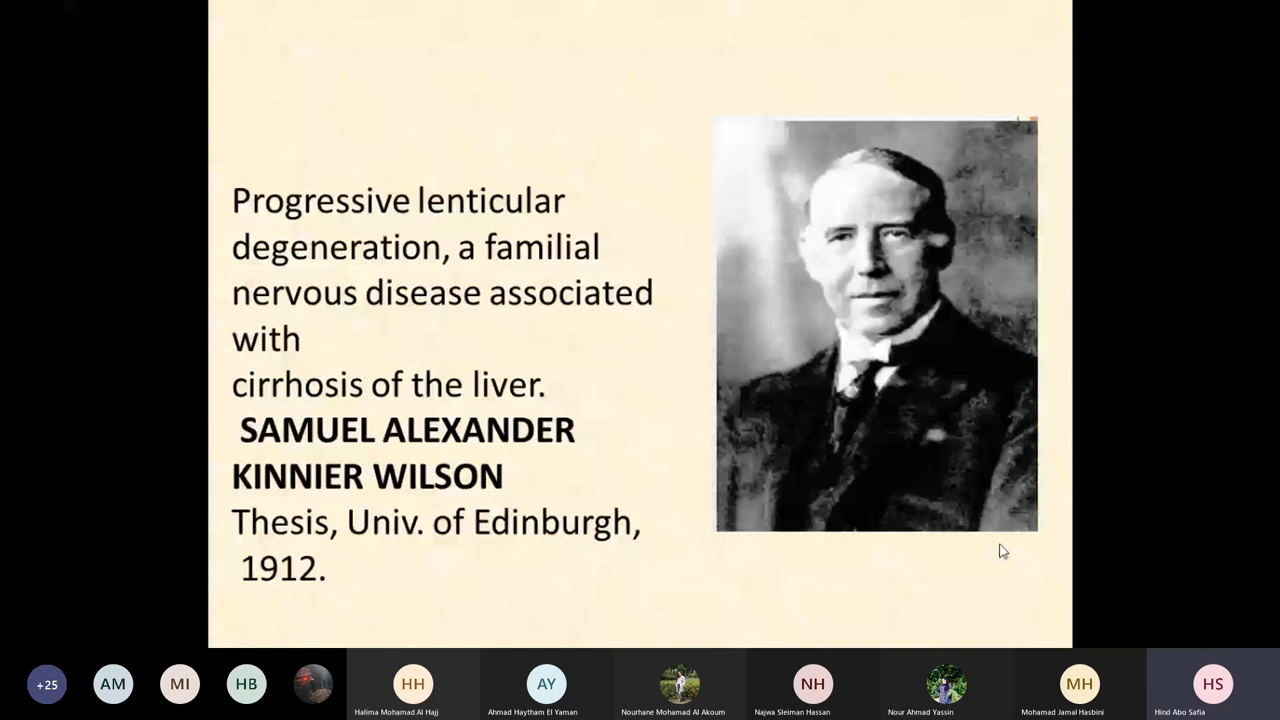 Progressive lenticular
degeneration, a familial
nervous disease associated
with
cirrhosis of the liver.
SAMUEL ALEXANDER
KINNIER WILSON
Thesis, Univ. of Edinburgh,
1912.
+25
AM
MI
HB
HH
AY
NH
MH
HS
Halima Mohamad Al Hajj
Ahmad Haytham El Yaman
Nourhane Mohamad Al Akoum
Najwa Sleiman Hassan
Nour Ahmad Yassin
Mohamad Jamal Hasbini
Hind Abo Safia